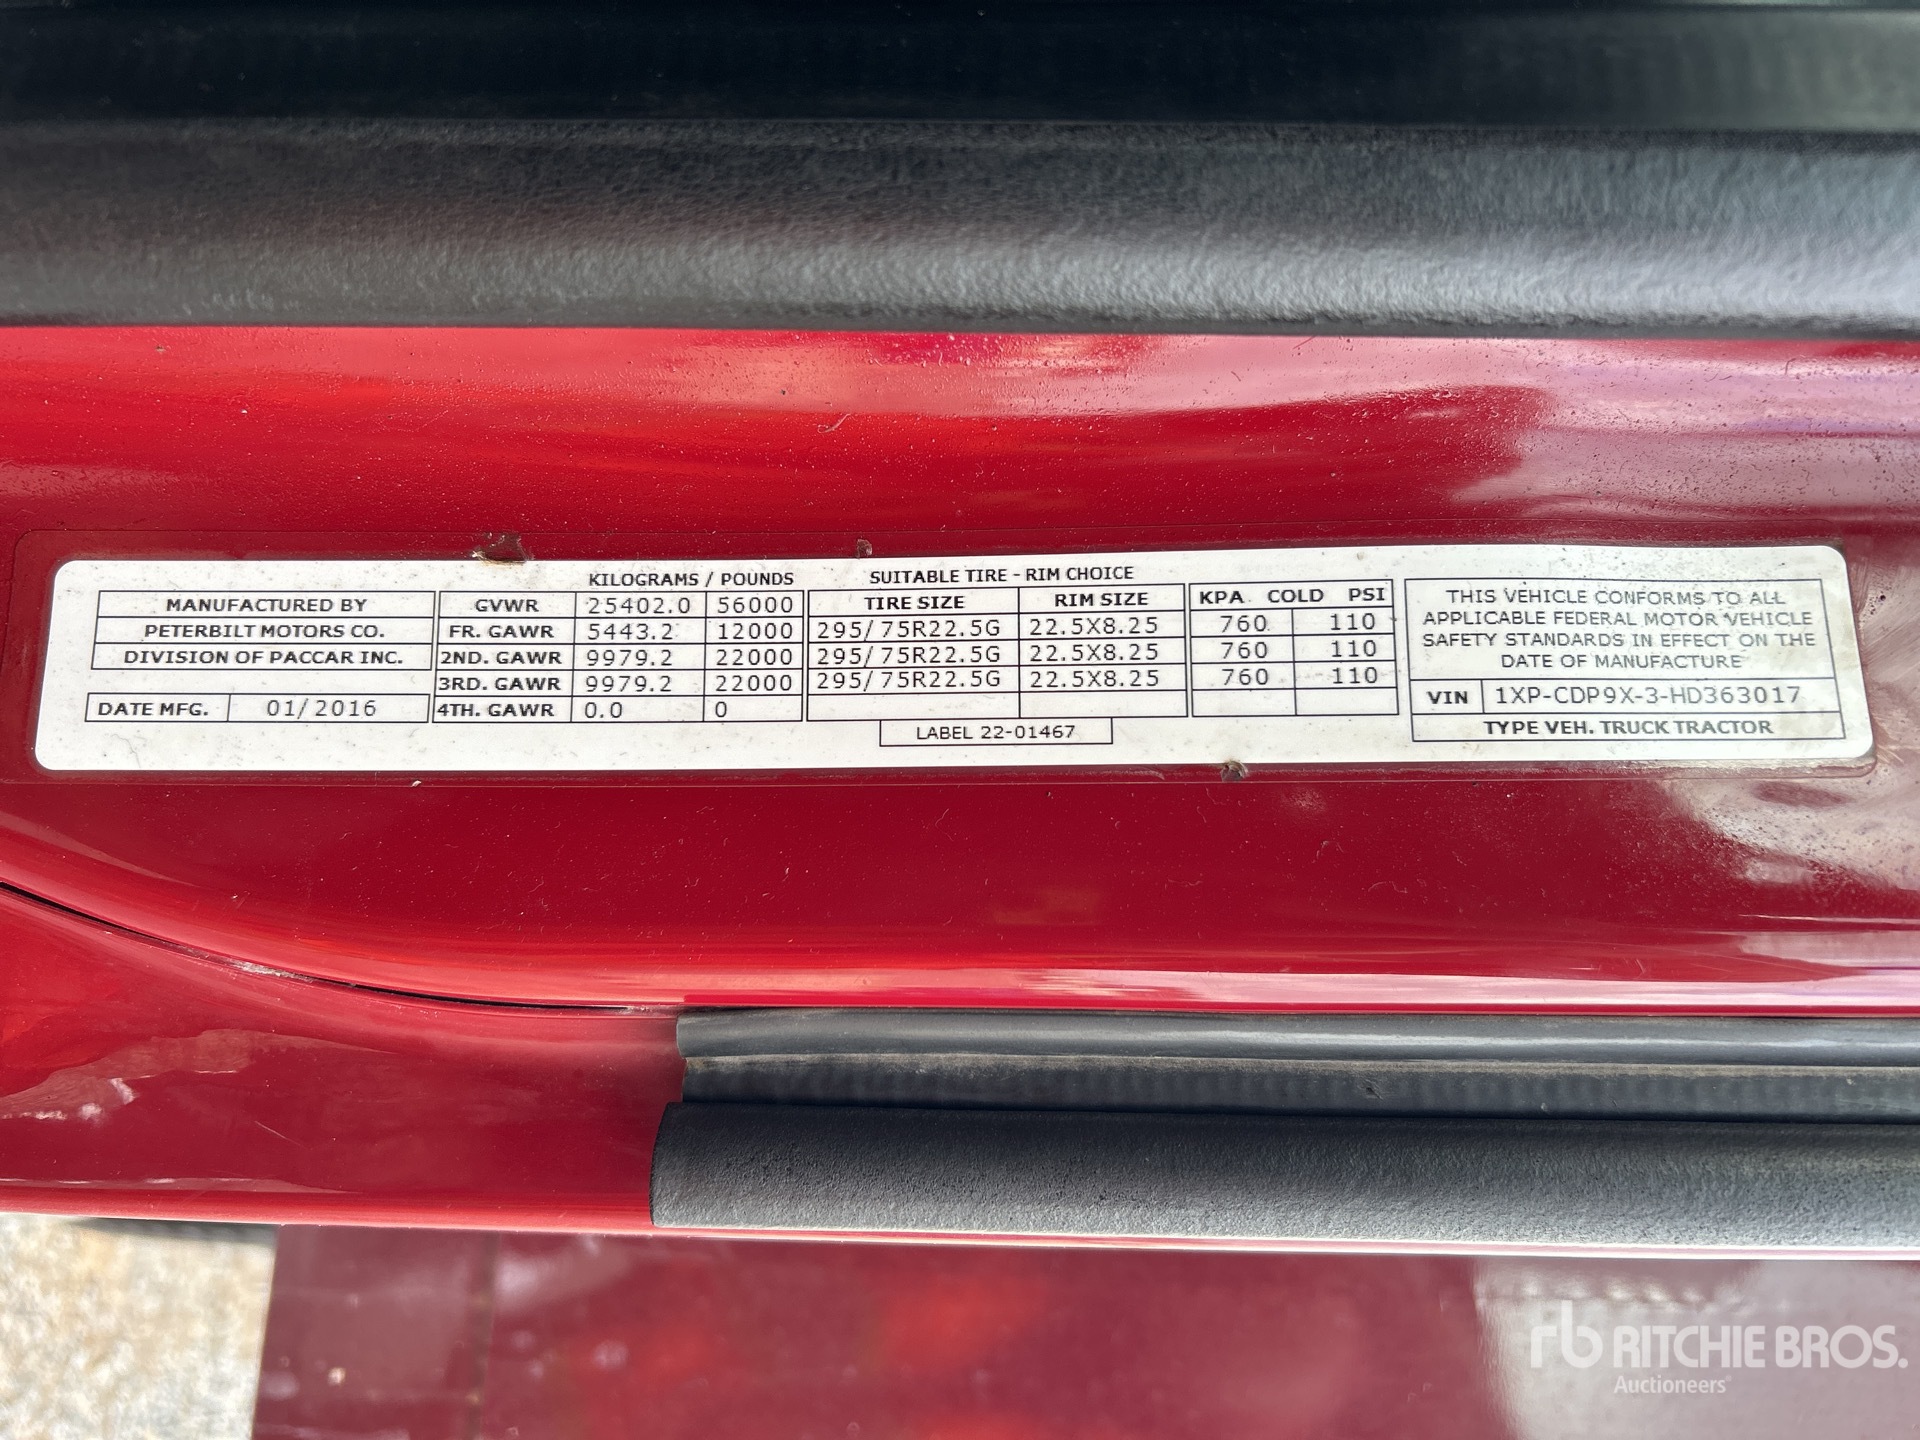 MANUFACTURED BY
PETERBILT MOTORS CO.
DIVISION OF PACCAR INC.
DATE MFG. 01/2016
KILOGRAMS / POUNDS
GVWR 25402.0 56000
FR. GAWR 5443.2 12000
2ND. GAWR 9979.2 22000
3RD. GAWR 9979.2 22000
4TH. GAWR 0.0 0
SUITABLE TIRE - RIM CHOICE
TIRE SIZE RIM SIZE
295/75R22.5G 22.5X8.25
295/75R22.5G 22.5X8.25
295/75R22.5G 22.5X8.25
LABEL 22-01467
KPA COLD PSI
760 110
760 110
760 110
THIS VEHICLE CONFORMS TO ALL
APPLICABLE FEDERAL MOTOR VEHICLE
SAFETY STANDARDS IN EFFECT ON THE
DATE OF MANUFACTURE
VIN 1XP-CDP9X-3-HD363017
TYPE VEH. TRUCK TRACTOR
rb RITCHIE BROS.
Auctioneers